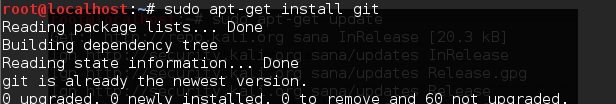 root@localhost:~# sudo apt-get install git
Reading package lists... Done
Building dependency tree
Reading state information... Done
git is already the newest version.
0 upgraded, 0 newly installed, 0 to remove and 60 not upgraded.